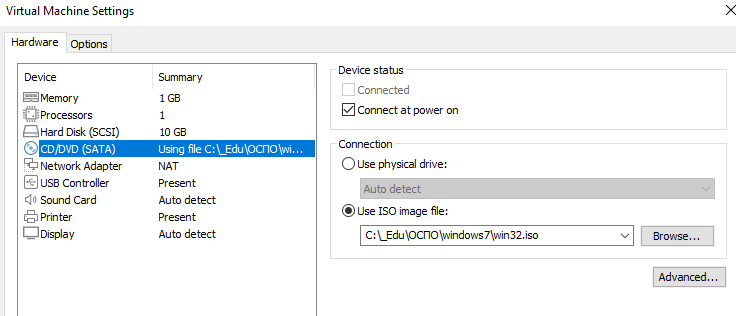 Virtual Machine Settings
Hardware Options
Device Summary
Memory 1 GB
Processors 1
Hard Disk (SCSI) 10 GB
CD/DVD (SATA) Using file C:\_Edu\ОСПО\wi...
Network Adapter NAT
USB Controller Present
Sound Card Auto detect
Printer Present
Display Auto detect
Device status
Connected
Connect at power on
Connection
Use physical drive:
Auto detect
Use ISO image file:
C:\_Edu\ОСПО\windows7\win32.iso Browse...
Advanced...